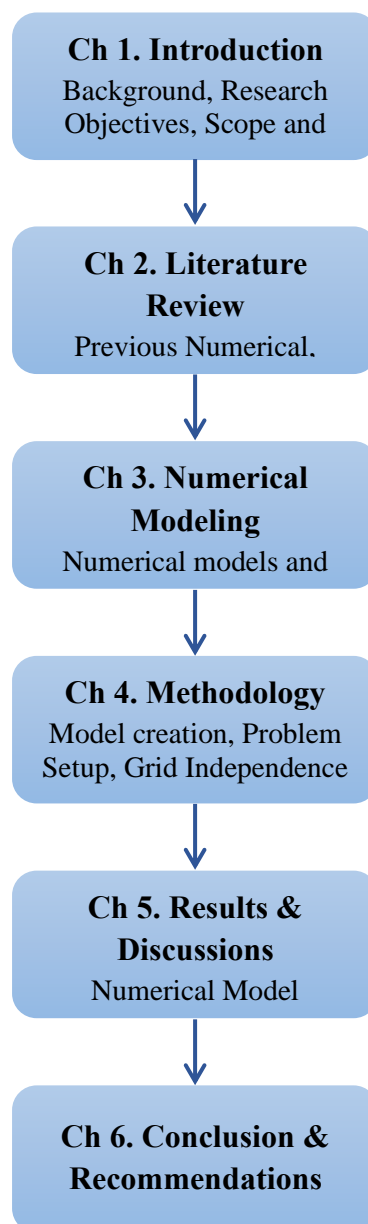 Ch 1. Introduction
Background, Research
Objectives, Scope and
Ch 2. Literature
Review
Previous Numerical,
Ch 3. Numerical
Modeling
Numerical models and
Ch 4. Methodology
Model creation, Problem
Setup, Grid Independence
Ch 5. Results &
Discussions
Numerical Model
Ch 6. Conclusion &
Recommendations